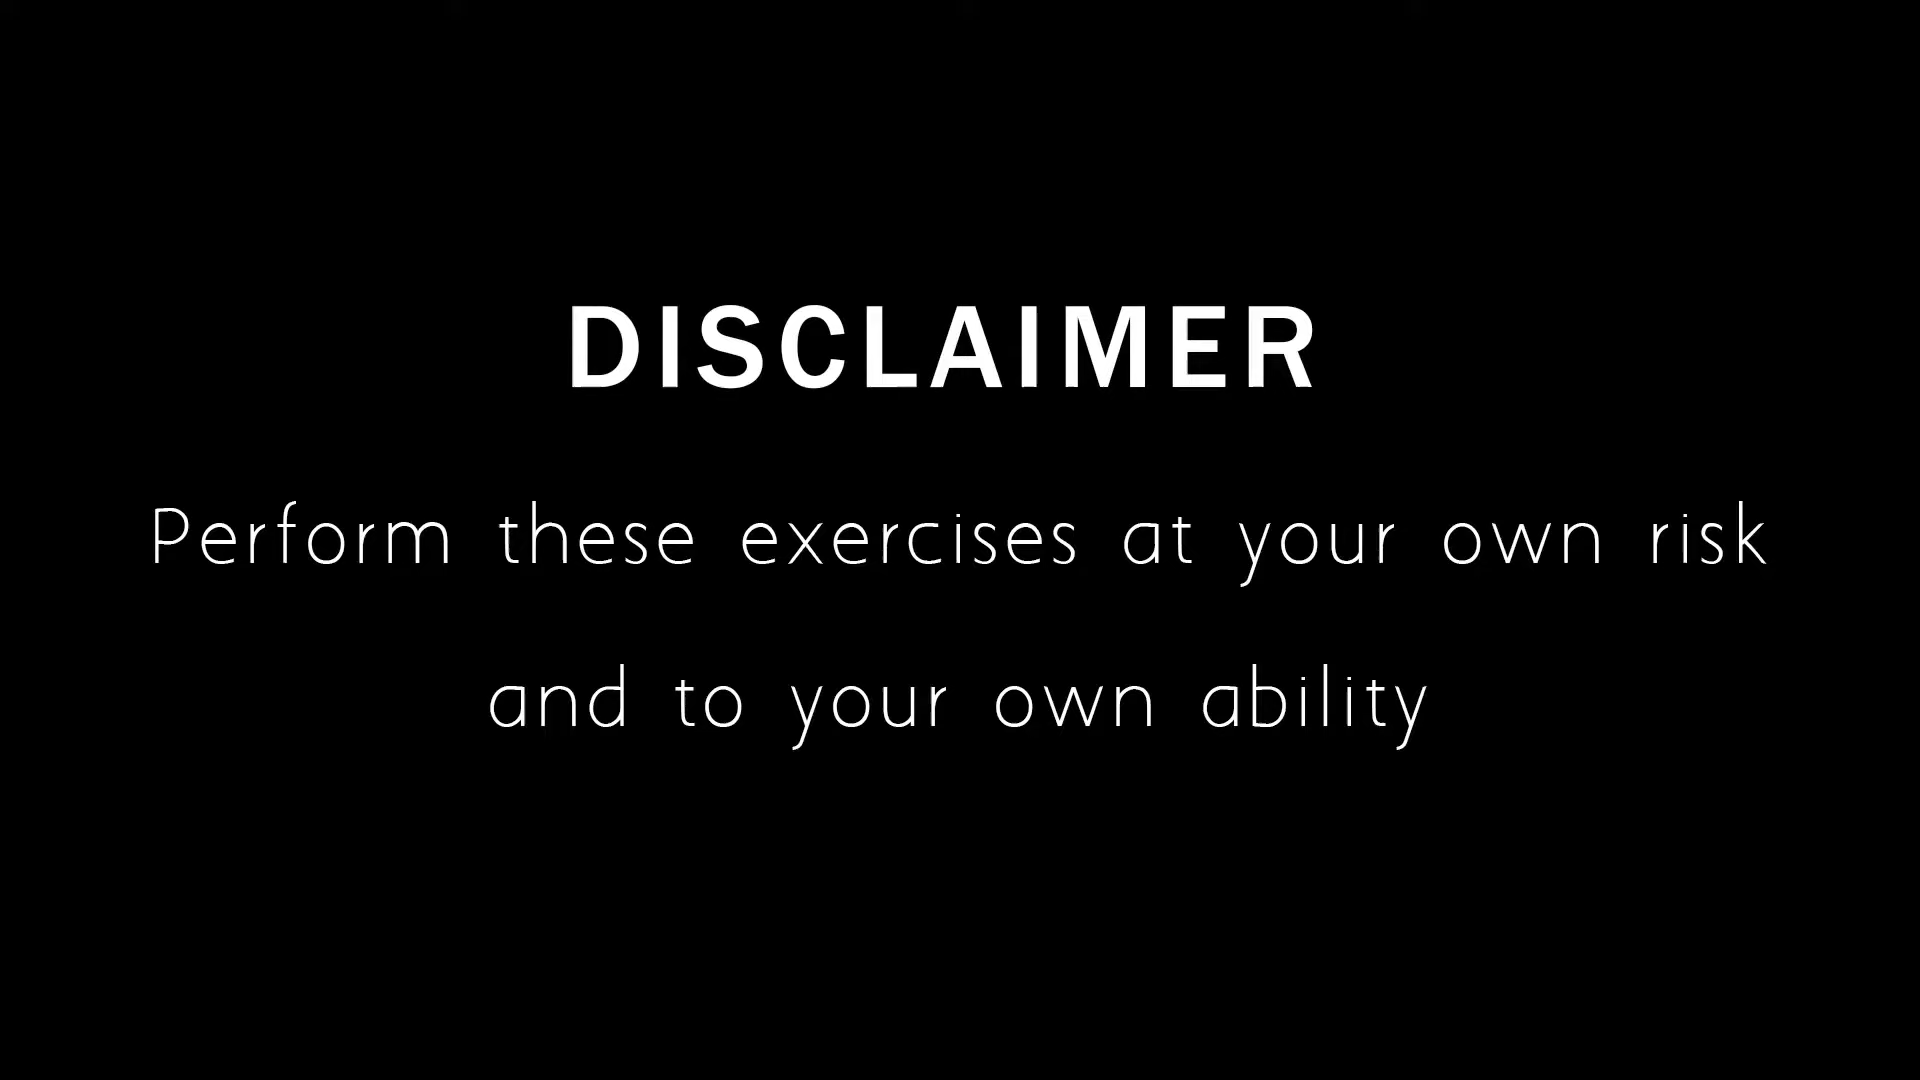 DISCLAIMER
Perform these exercises at your own risk
and to your own ability